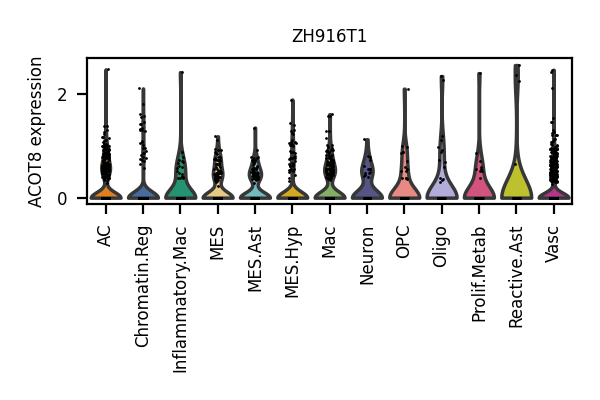 ZH916T1
ACOT8 expression
2
0
AC
Chromatin.Reg
Inflammatory.Mac
MES
MES.Ast
MES.Hyp
Mac
Neuron
OPC
Oligo
Prolif.Metab
Reactive.Ast
Vasc